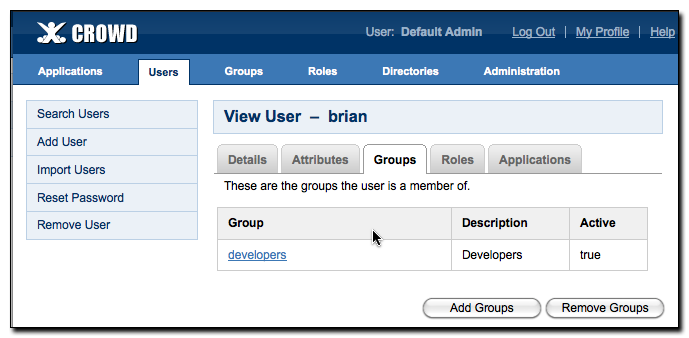 CROWD
User: Default Admin Log Out | My Profile | Help
Applications Users Groups Roles Directories Administration
Search Users
Add User
Import Users
Reset Password
Remove User
View User – brian
Details Attributes Groups Roles Applications
These are the groups the user is a member of.
Group Description Active
developers Developers true
Add Groups Remove Groups